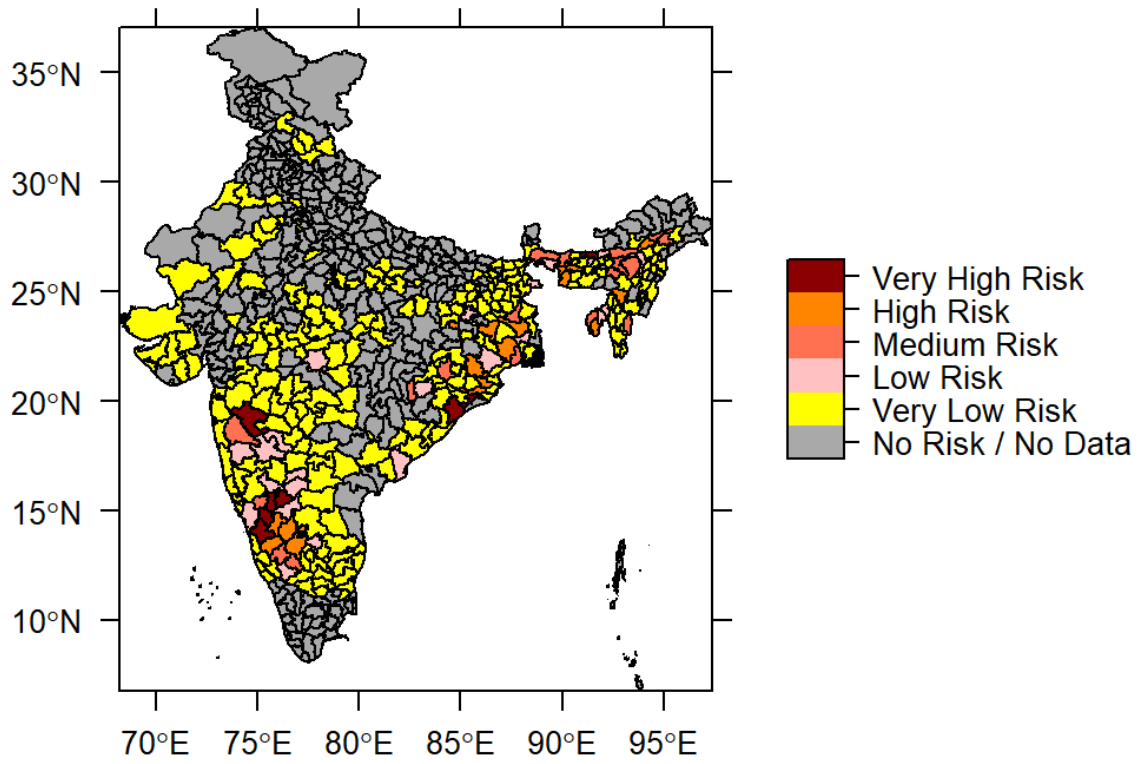 35°N
30°N
25°N
20°N
15°N
10°N
70°E 75°E 80°E 85°E 90°E 95°E
Very High Risk
High Risk
Medium Risk
Low Risk
Very Low Risk
No Risk / No Data